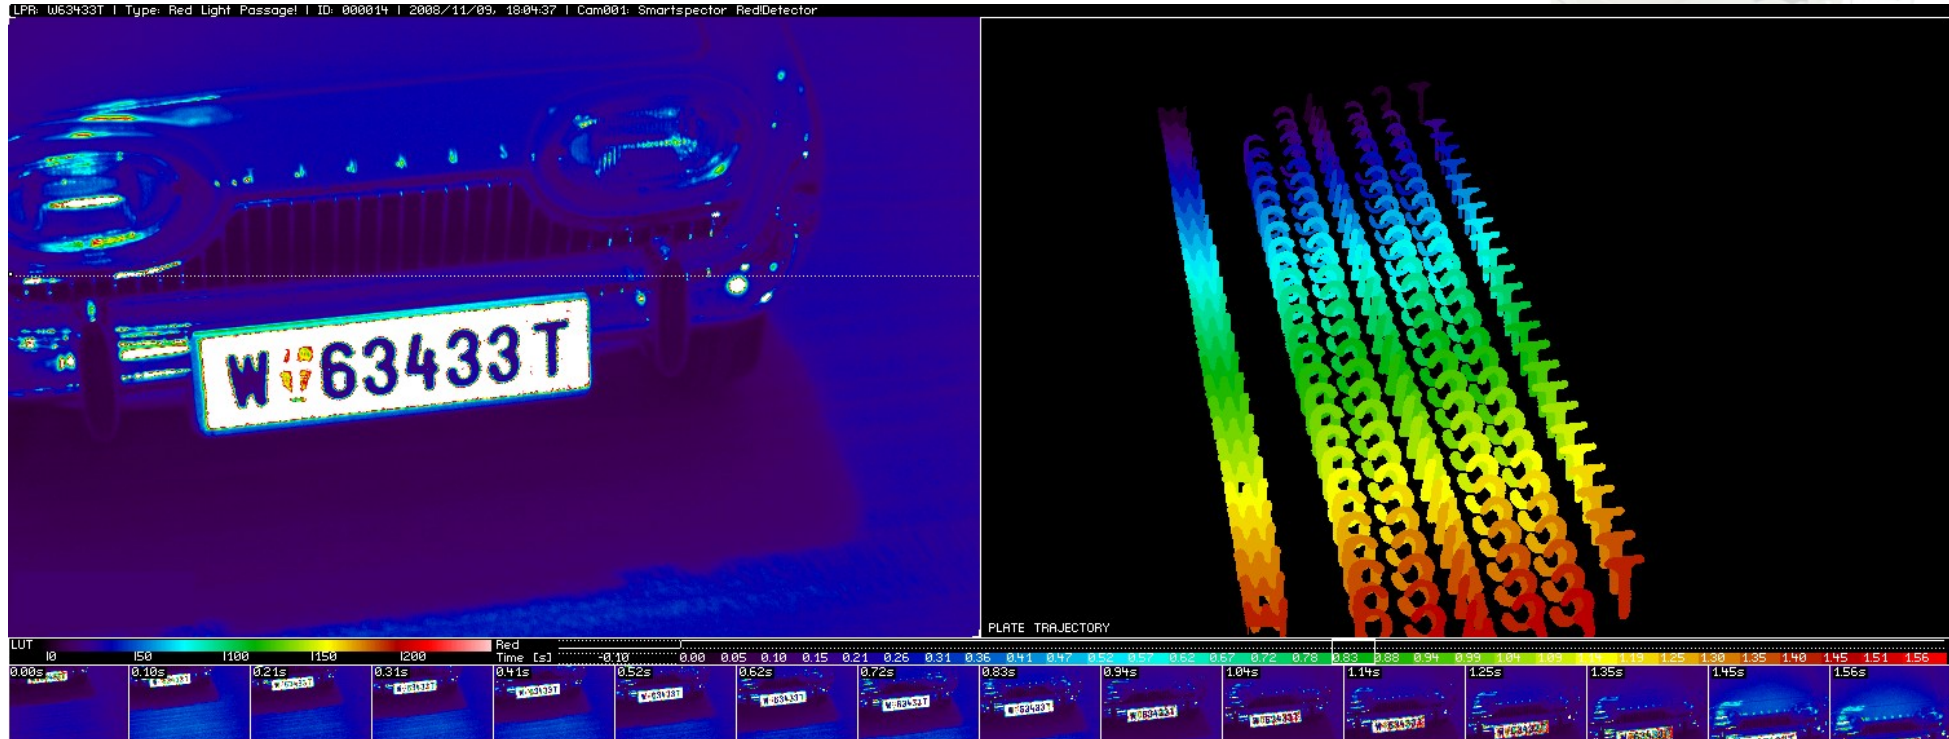 LPR: W63433T | Type: Red Light Passage! | ID: 000014 | 2008/11/09, 18:04:37 | Cam001: Smartspector Red!Detector
W 63433 T
PLATE TRAJECTORY
LUT |0 |50 |100 |150 |200
Red
Time [s] -0.10 0.00 0.05 0.10 0.15 0.21 0.26 0.31 0.36 0.41 0.47 0.52 0.57 0.62 0.67 0.72 0.78 0.83 0.88 0.94 0.99 1.04 1.09 1.14 1.19 1.25 1.30 1.35 1.40 1.45 1.51 1.56
0.00s 0.10s 0.21s 0.31s 0.41s 0.52s 0.62s 0.72s 0.83s 0.94s 1.04s 1.14s 1.25s 1.35s 1.45s 1.56s